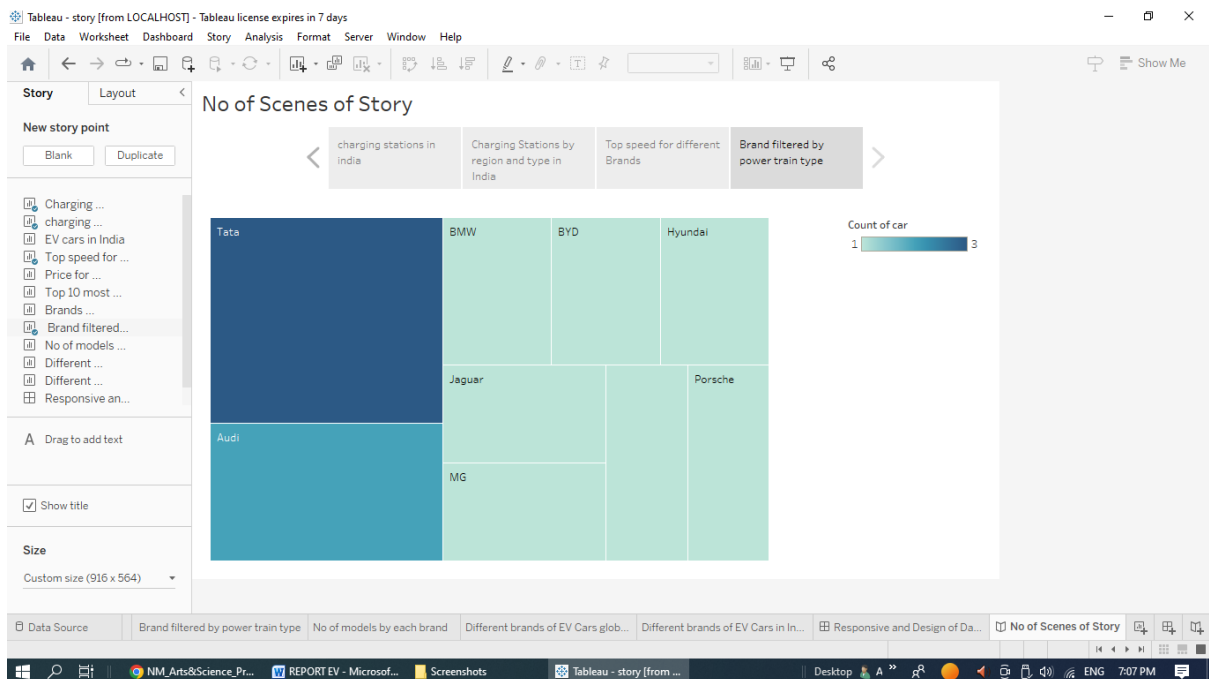 Tableau - story [from LOCALHOST] - Tableau license expires in 7 days
File Data Worksheet Dashboard Story Analysis Format Server Window Help
Show Me
Story Layout
New story point
Blank Duplicate
Charging ...
charging ...
EV cars in India
Top speed for ...
Price for ...
Top 10 most ...
Brands ...
Brand filtered...
No of models ...
Different ...
Different ...
Responsive an...
A Drag to add text
Show title
Size
Custom size (916 x 564)
No of Scenes of Story
charging stations in
india
Charging Stations by
region and type in
India
Top speed for different
Brands
Brand filtered by
power train type
Tata
BMW
BYD
Hyundai
Jaguar
Porsche
Audi
MG
Count of car
1 3
Data Source Brand filtered by power train type No of models by each brand Different brands of EV Cars glob... Different brands of EV Cars in In... Responsive and Design of Da... No of Scenes of Story
NM_Arts&Science_Pr... REPORT EV - Microsof... Screenshots Tableau - story [from ... Desktop A ENG 7:07 PM